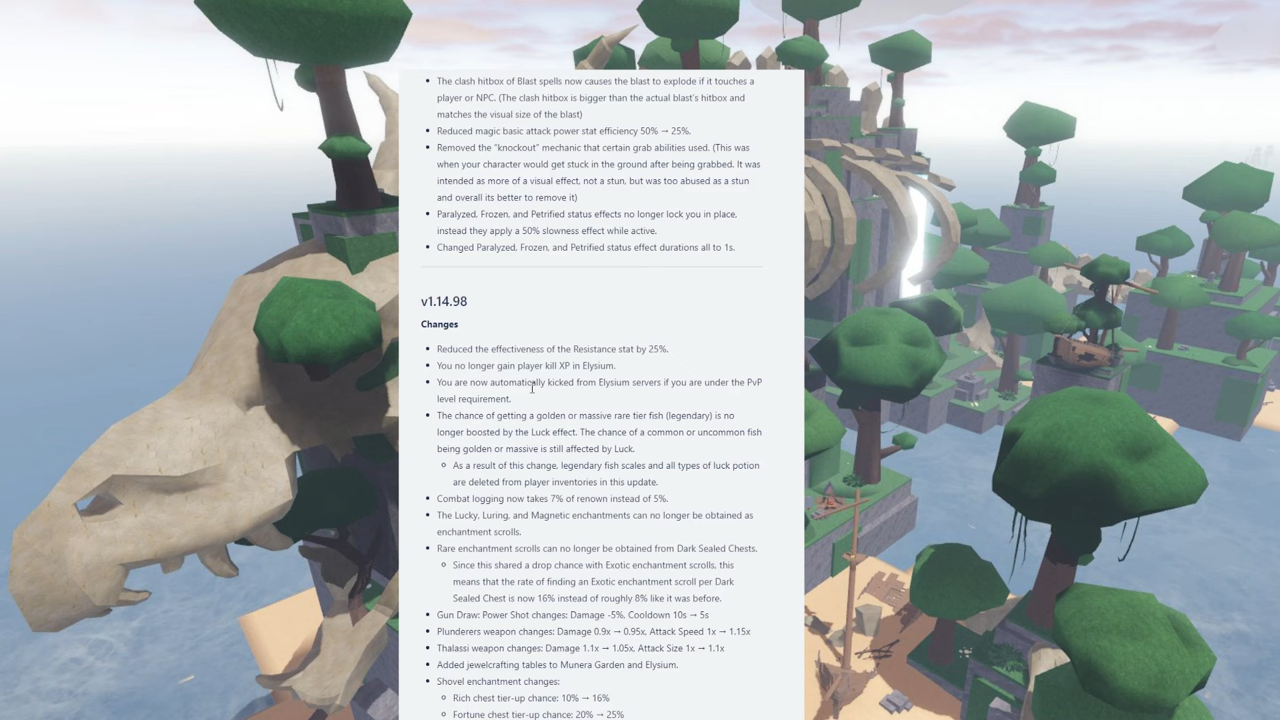 The clash hitbox of Blast spells now causes the blast to explode if it touches a
player or NPC. (The clash hitbox is bigger than the actual blast's hitbox and
matches the visual size of the blast)
Reduced magic basic attack power stat efficiency 50% → 25%.
Removed the "knockout" mechanic that certain grab abilities used. (This was
when your character would get stuck in the ground after being grabbed. It was
intended as more of a visual effect, not a stun, but was too abused as a stun
and overall its better to remove it)
Paralyzed, Frozen, and Petrified status effects no longer lock you in place,
instead they apply a 50% slowness effect while active.
Changed Paralyzed, Frozen, and Petrified status effect durations all to 1s.
v1.14.98
Changes
Reduced the effectiveness of the Resistance stat by 25%.
You no longer gain player kill XP in Elysium.
You are now automatically kicked from Elysium servers if you are under the PvP
level requirement.
The chance of getting a golden or massive rare tier fish (legendary) is no
longer boosted by the Luck effect. The chance of a common or uncommon fish
being golden or massive is still affected by Luck.
As a result of this change, legendary fish scales and all types of luck potion
are deleted from player inventories in this update.
Combat logging now takes 7% of renown instead of 5%.
The Lucky, Luring, and Magnetic enchantments can no longer be obtained as
enchantment scrolls.
Rare enchantment scrolls can no longer be obtained from Dark Sealed Chests.
Since this shared a drop chance with Exotic enchantment scrolls, this
means that the rate of finding an Exotic enchantment scroll per Dark
Sealed Chest is now 16% instead of roughly 8% like it was before.
Gun Draw: Power Shot changes: Damage -5%, Cooldown 10s → 5s
Plunderers weapon changes: Damage 0.9x → 0.95x, Attack Speed 1x → 1.15x
Thalassi weapon changes: Damage 1.1x → 1.05x, Attack Size 1x → 1.1x
Added jewelcrafting tables to Munera Garden and Elysium.
Shovel enchantment changes:
Rich chest tier-up chance: 10% → 16%
Fortune chest tier-up chance: 20% → 25%